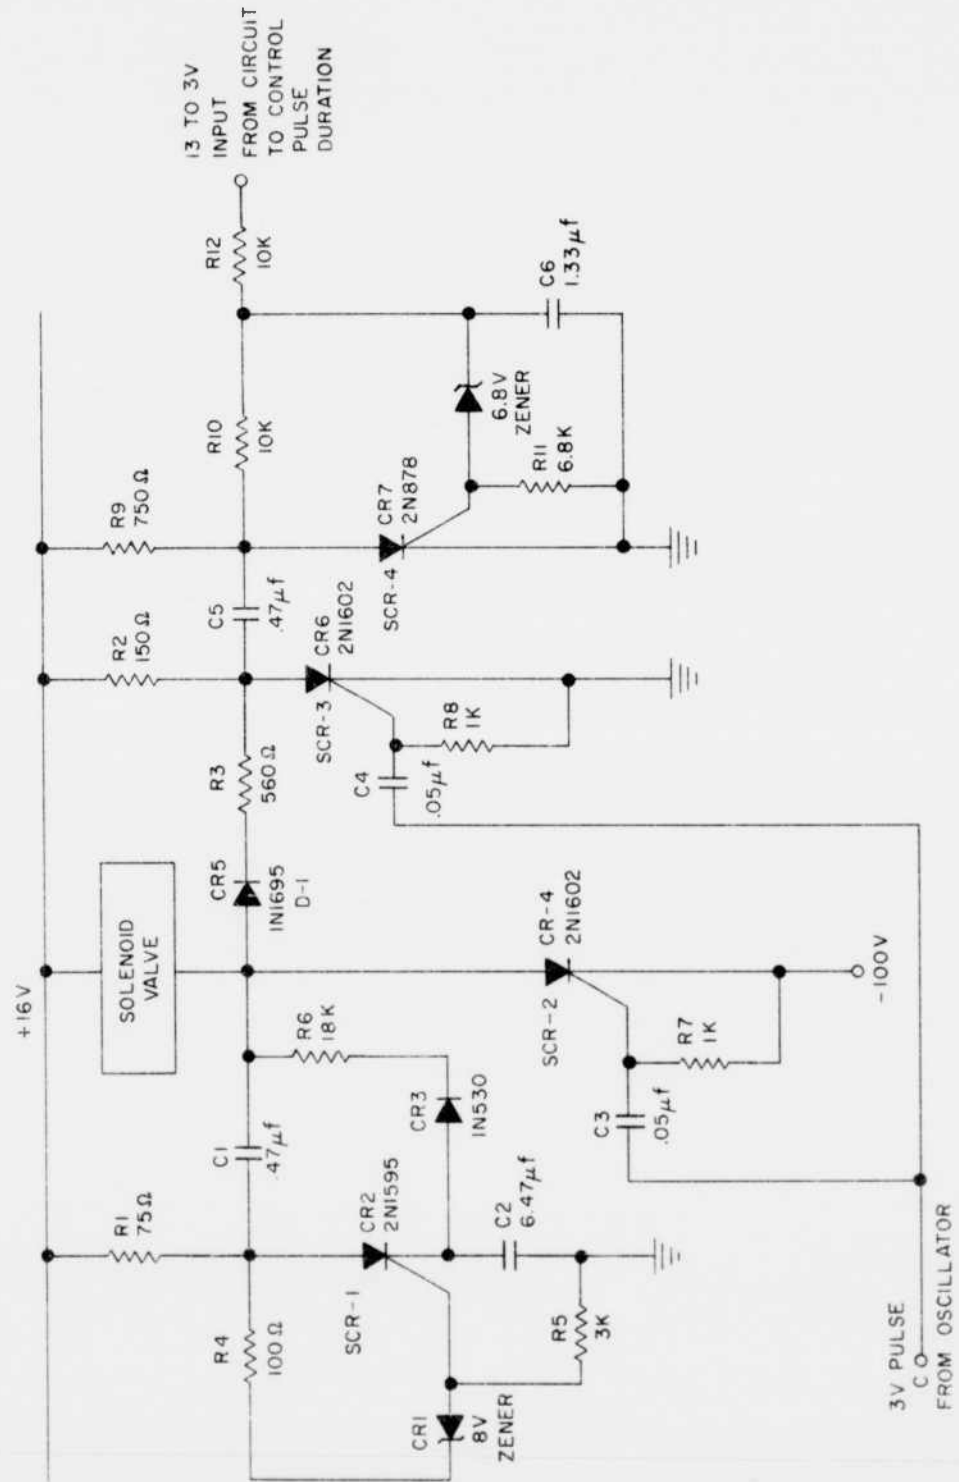 +16V
SOLENOID
VALVE
R1
75Ω
R2
150Ω
R9
750Ω
13 TO 3V
INPUT
FROM CIRCUIT
TO CONTROL
PULSE
DURATION
R4
100Ω
C1
.47µf
CR5
1N1695
D-1
R3
560Ω
C5
.47µf
R10
10K
R12
10K
R6
18K
SCR-1
CR2
2N1595
CR3
1N530
SCR-3
CR6
2N1602
SCR-4
CR7
2N878
6.8V
ZENER
C6
1.33µf
R11
6.8K
CR1
8V
ZENER
R5
3K
C2
6.47µf
C4
.05µf
R8
1K
SCR-2
CR-4
2N1602
C3
.05µf
R7
1K
-100V
3V PULSE
C
FROM OSCILLATOR